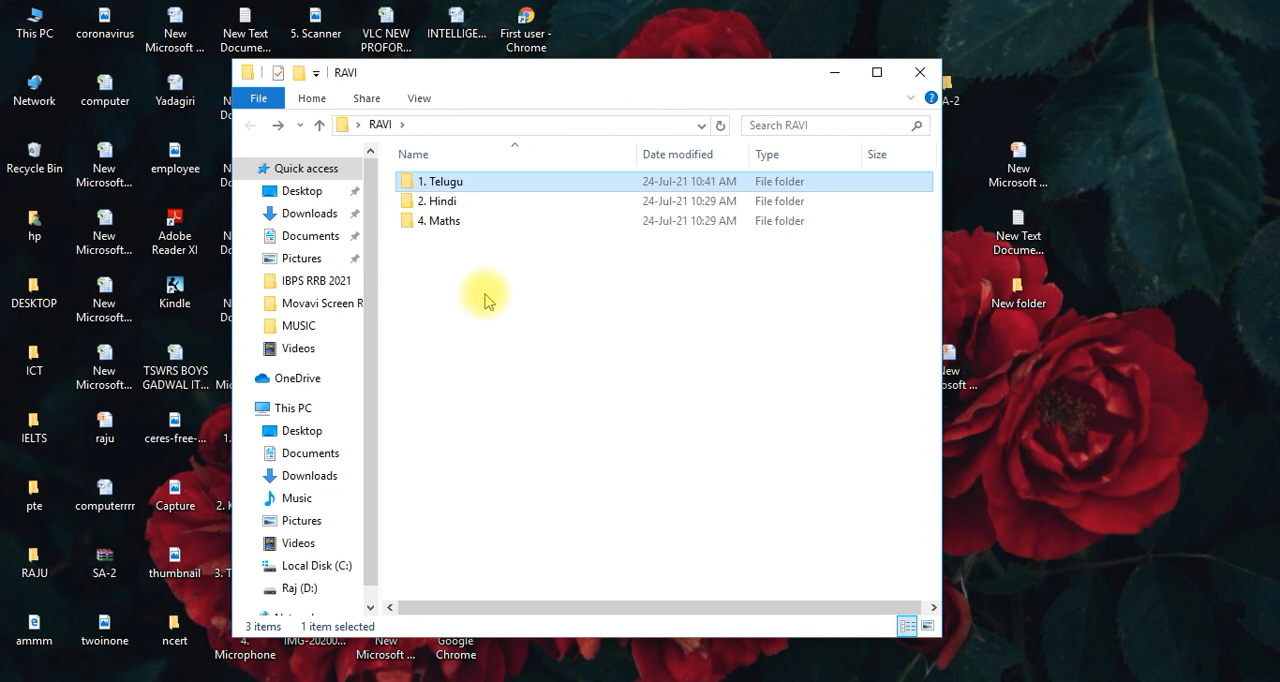 This PC
coronavirus
New
Microsoft ...
New Text
Docume...
5. Scanner
VLC NEW
PROFOR...
INTELLIGE...
First user -
Chrome
RAVI
File
Home
Share
View
RAVI
Search RAVI
Name
Date modified
Type
Size
1. Telugu
24-Jul-21 10:41 AM
File folder
2. Hindi
24-Jul-21 10:29 AM
File folder
4. Maths
24-Jul-21 10:29 AM
File folder
Quick access
Desktop
Downloads
Documents
Pictures
IBPS RRB 2021
Movavi Screen R
MUSIC
Videos
OneDrive
This PC
Desktop
Documents
Downloads
Music
Pictures
Videos
Local Disk (C:)
Raj (D:)
3 items
1 item selected
Network
computer
Yadagiri
Recycle Bin
New
Microsoft...
employee
hp
New
Microsoft...
Adobe
Reader XI
DESKTOP
New
Microsoft...
Kindle
ICT
New
Microsoft...
TSWRS BOYS
GADWAL IT...
IELTS
raju
ceres-free-...
1.
pte
computerrr
Capture
2.
RAJU
SA-2
thumbnail
3. T
ammm
twoinone
ncert
4.
Microphone
IMG-20200...
New
Microsoft ...
Google
Chrome
A-2
New
Microsoft ...
New Text
Docume...
New folder